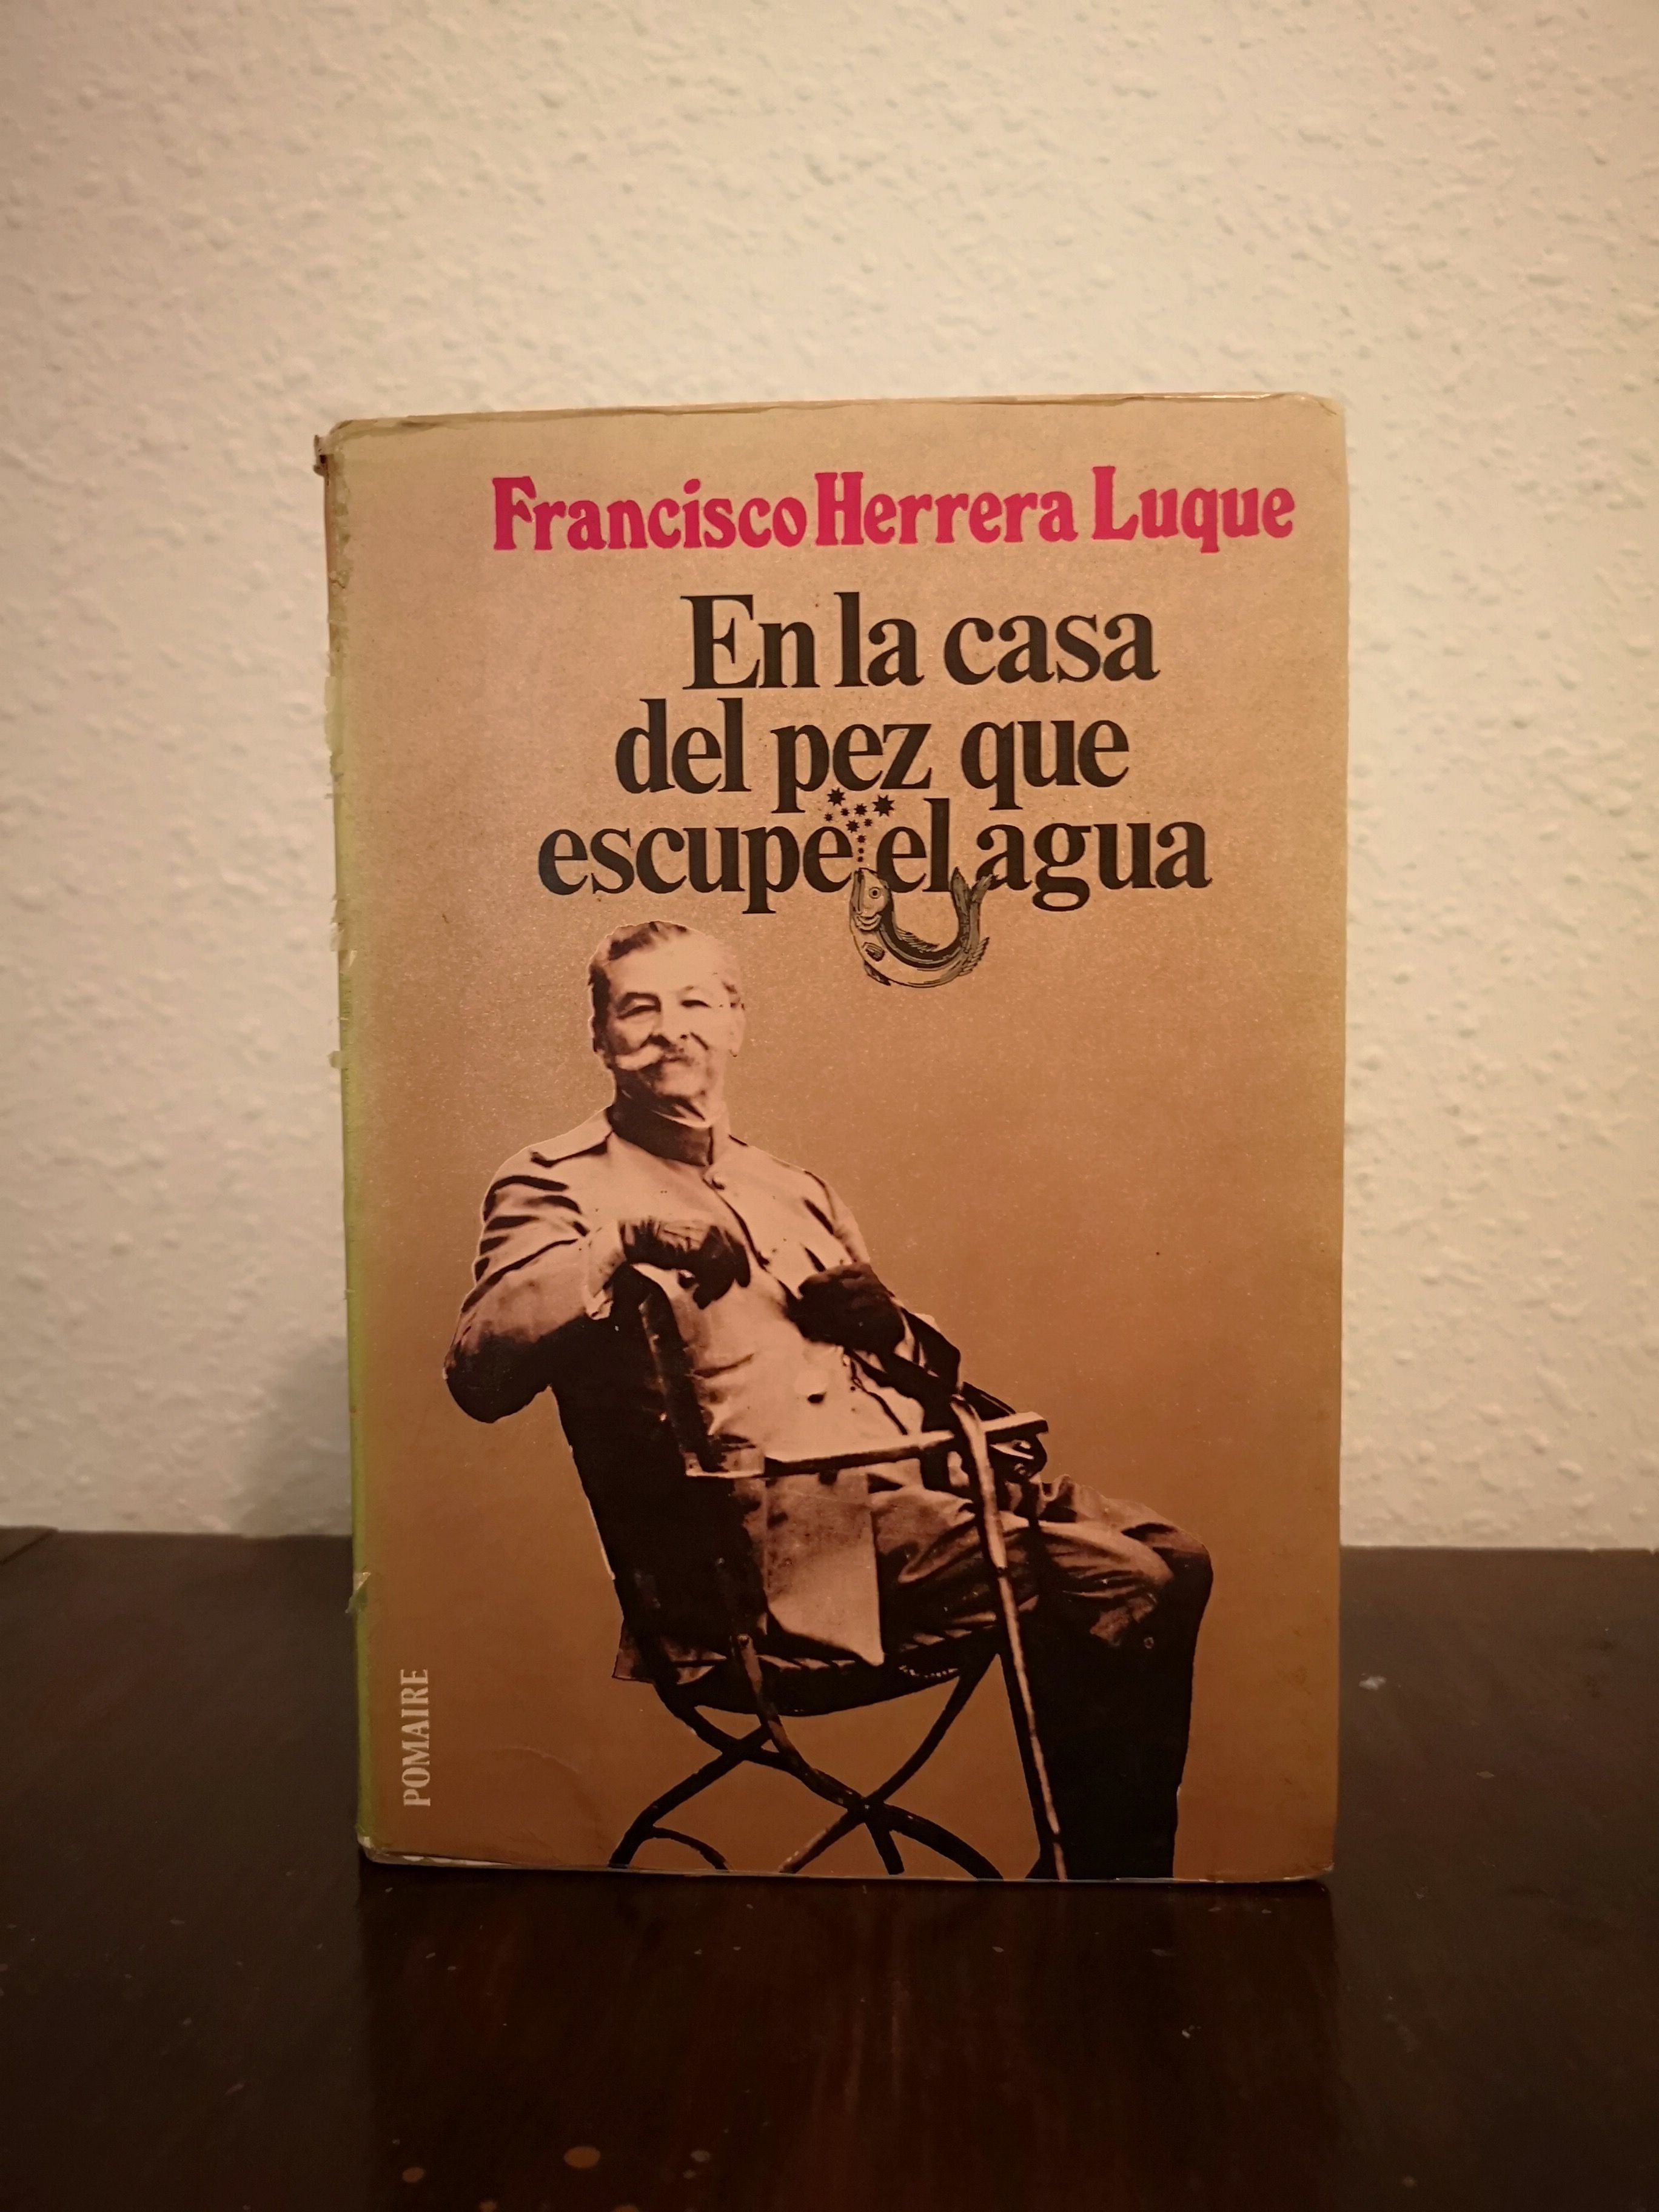 Francisco Herrera Luque
En la casa
del pez que
escupe el agua
POMAIRE